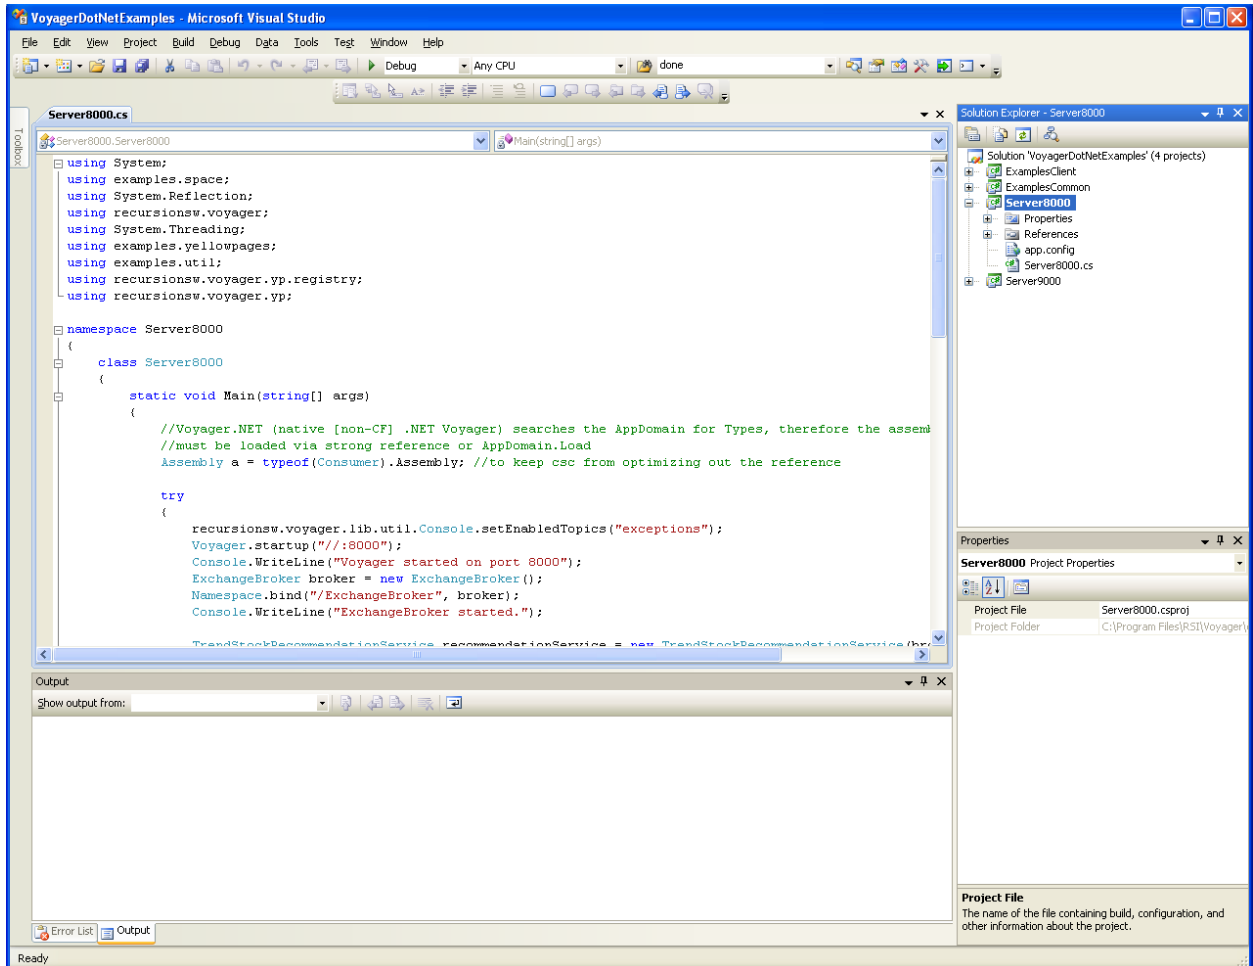 VoyagerDotNetExamples - Microsoft Visual Studio
File Edit View Project Build Debug Data Tools Test Window Help
Debug Any CPU done
Toolbox
Server8000.cs
Server8000.Server8000 Main(string[] args)
using System;
using examples.space;
using System.Reflection;
using recursionsw.voyager;
using System.Threading;
using examples.yellowpages;
using examples.util;
using recursionsw.voyager.yp.registry;
using recursionsw.voyager.yp;
namespace Server8000
{
class Server8000
{
static void Main(string[] args)
{
//Voyager.NET (native [non-CF] .NET Voyager) searches the AppDomain for Types, therefore the assemb
//must be loaded via strong reference or AppDomain.Load
Assembly a = typeof(Consumer).Assembly; //to keep csc from optimizing out the reference
try
{
recursionsw.voyager.lib.util.Console.setEnabledTopics("exceptions");
Voyager.startup("//:8000");
Console.WriteLine("Voyager started on port 8000");
ExchangeBroker broker = new ExchangeBroker();
Namespace.bind("/ExchangeBroker", broker);
Console.WriteLine("ExchangeBroker started.");
TrendStockRecommendationService recommendationService = new TrendStockRecommendationService(bro
Solution Explorer - Server8000
Solution 'VoyagerDotNetExamples' (4 projects)
ExamplesClient
ExamplesCommon
Server8000
Properties
References
app.config
Server8000.cs
Server9000
Properties
Server8000 Project Properties
Project File Server8000.csproj
Project Folder C:\Program Files\RSI\Voyager\
Project File
The name of the file containing build, configuration, and
other information about the project.
Output
Show output from:
Error List Output
Ready